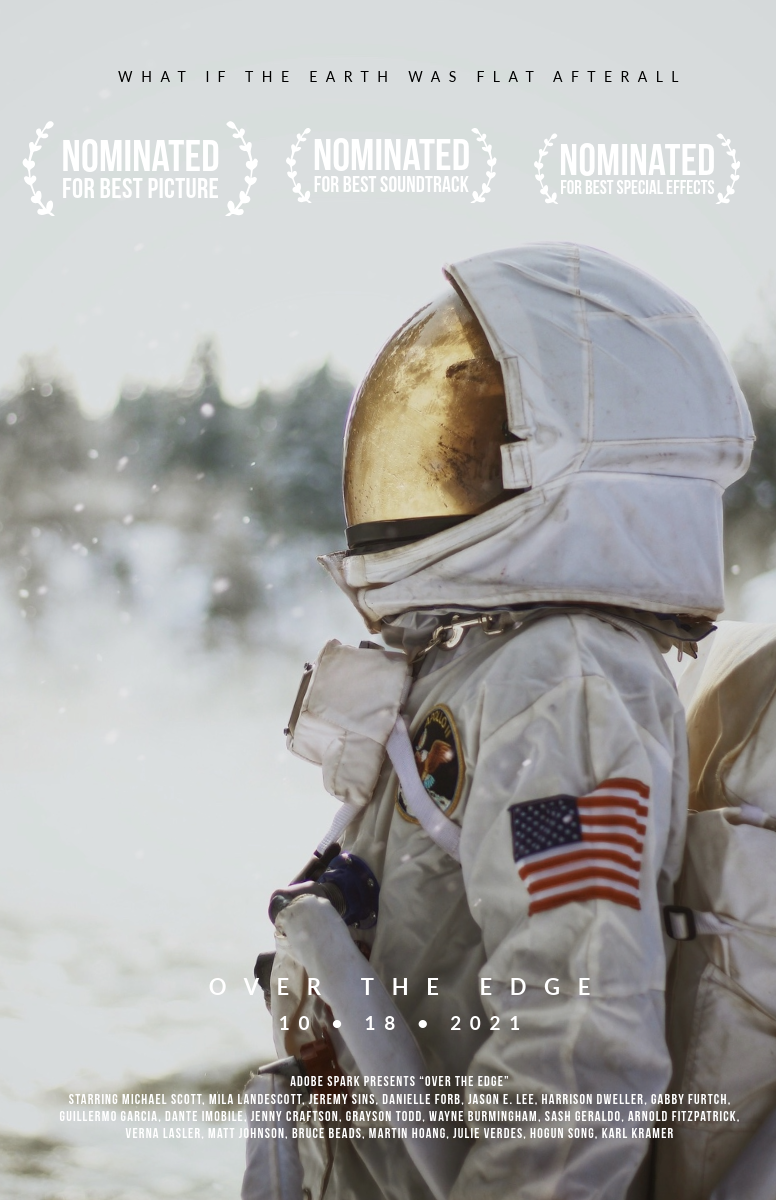 WHAT IF THE EARTH WAS FLAT AFTERALL
NOMINATED
FOR BEST PICTURE
NOMINATED
FOR BEST SOUNDTRACK
NOMINATED
FOR BEST SPECIAL EFFECTS
APOLLO 11
OVER THE EDGE
10 • 18 • 2021
ADOBE SPARK PRESENTS “OVER THE EDGE”
STARRING MICHAEL SCOTT, MILA LANDESCOTT, JEREMY SINS, DANIELLE FORB, JASON E. LEE, HARRISON DWELLER, GABBY FURTCH,
GUILLERMO GARCIA, DANTE IMOBILE, JENNY CRAFTSON, GRAYSON TODD, WAYNE BURMINGHAM, SASH GERALDO, ARNOLD FITZPATRICK,
VERNA LASLER, MATT JOHNSON, BRUCE BEADS, MARTIN HOANG, JULIE VERDES, HOGUN SONG, KARL KRAMER